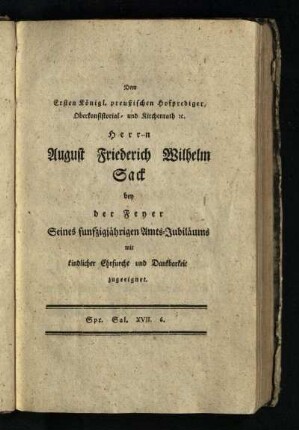 Dem
Ersten Königl. preußischen Hofprediger,
Oberkonsistorial- und Kirchenrath ꝛc.
Herrn
August Friederich Wilhelm
Sack
bey
der Feyer
Seines funfzigjährigen Amts-Jubiläums
mit
kindlicher Ehrfurcht und Dankbarkeit
zugeeignet.
Spr. Sal. XVII. 6.